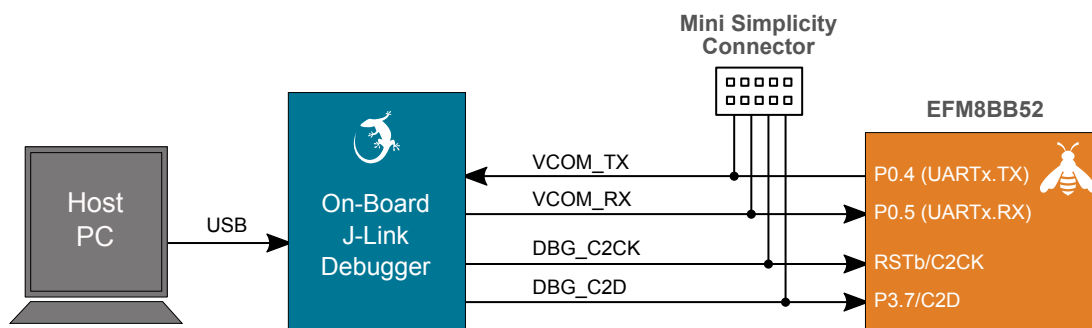 Mini Simplicity
Connector
EFM8BB52
Host
PC
USB
On-Board
J-Link
Debugger
VCOM_TX
VCOM_RX
DBG_C2CK
DBG_C2D
P0.4 (UARTx.TX)
P0.5 (UARTx.RX)
RSTb/C2CK
P3.7/C2D